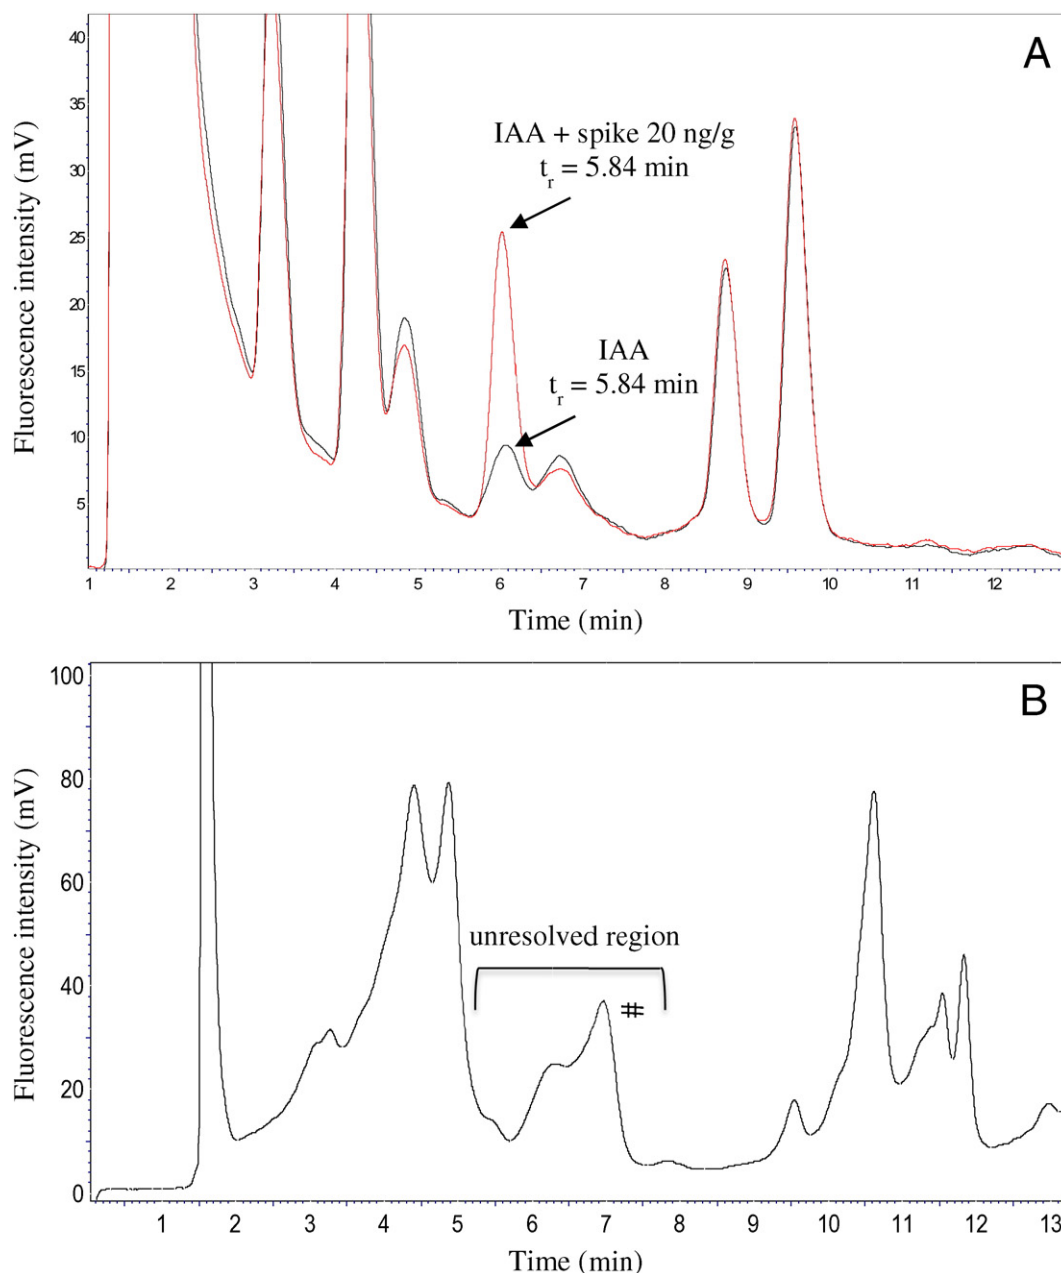 A
40
35
30
25
20
15
10
5
Fluorescence intensity (mV)
IAA + spike 20 ng/g
tr = 5.84 min
IAA
tr = 5.84 min
1 2 3 4 5 6 7 8 9 10 11 12
Time (min)
B
100
80
60
40
20
0
Fluorescence intensity (mV)
unresolved region
#
1 2 3 4 5 6 7 8 9 10 11 12 13
Time (min)